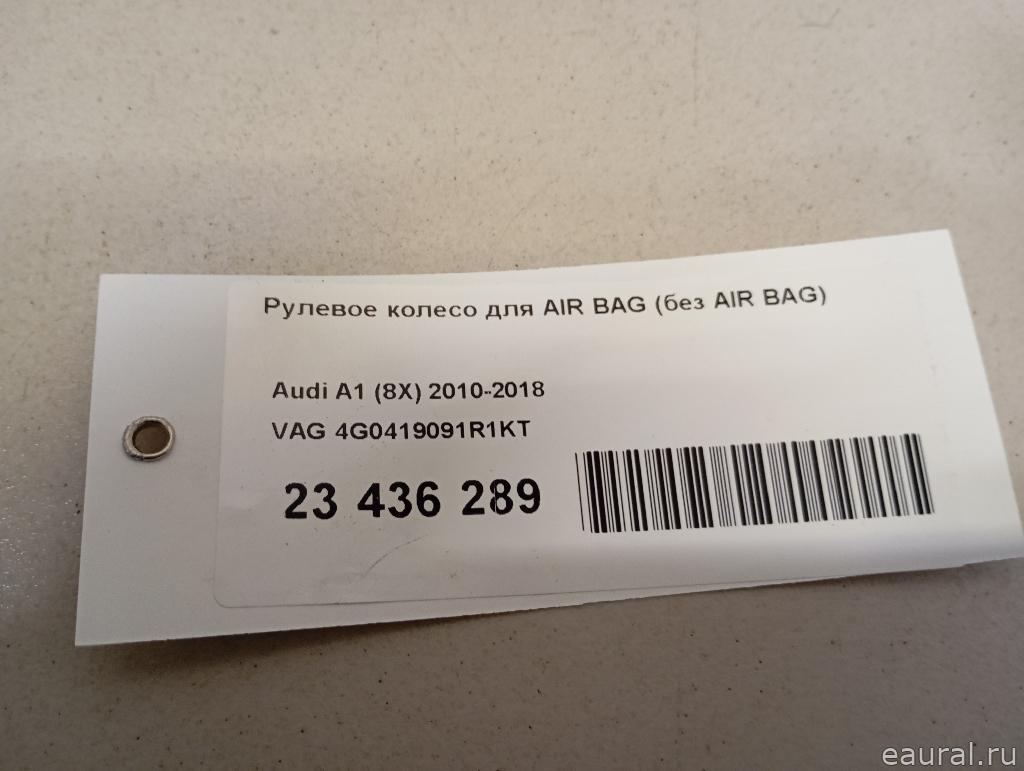 Рулевое колесо для AIR BAG (без AIR BAG)
Audi A1 (8X) 2010-2018
VAG 4G0419091R1KT
23 436 289
eaural.ru